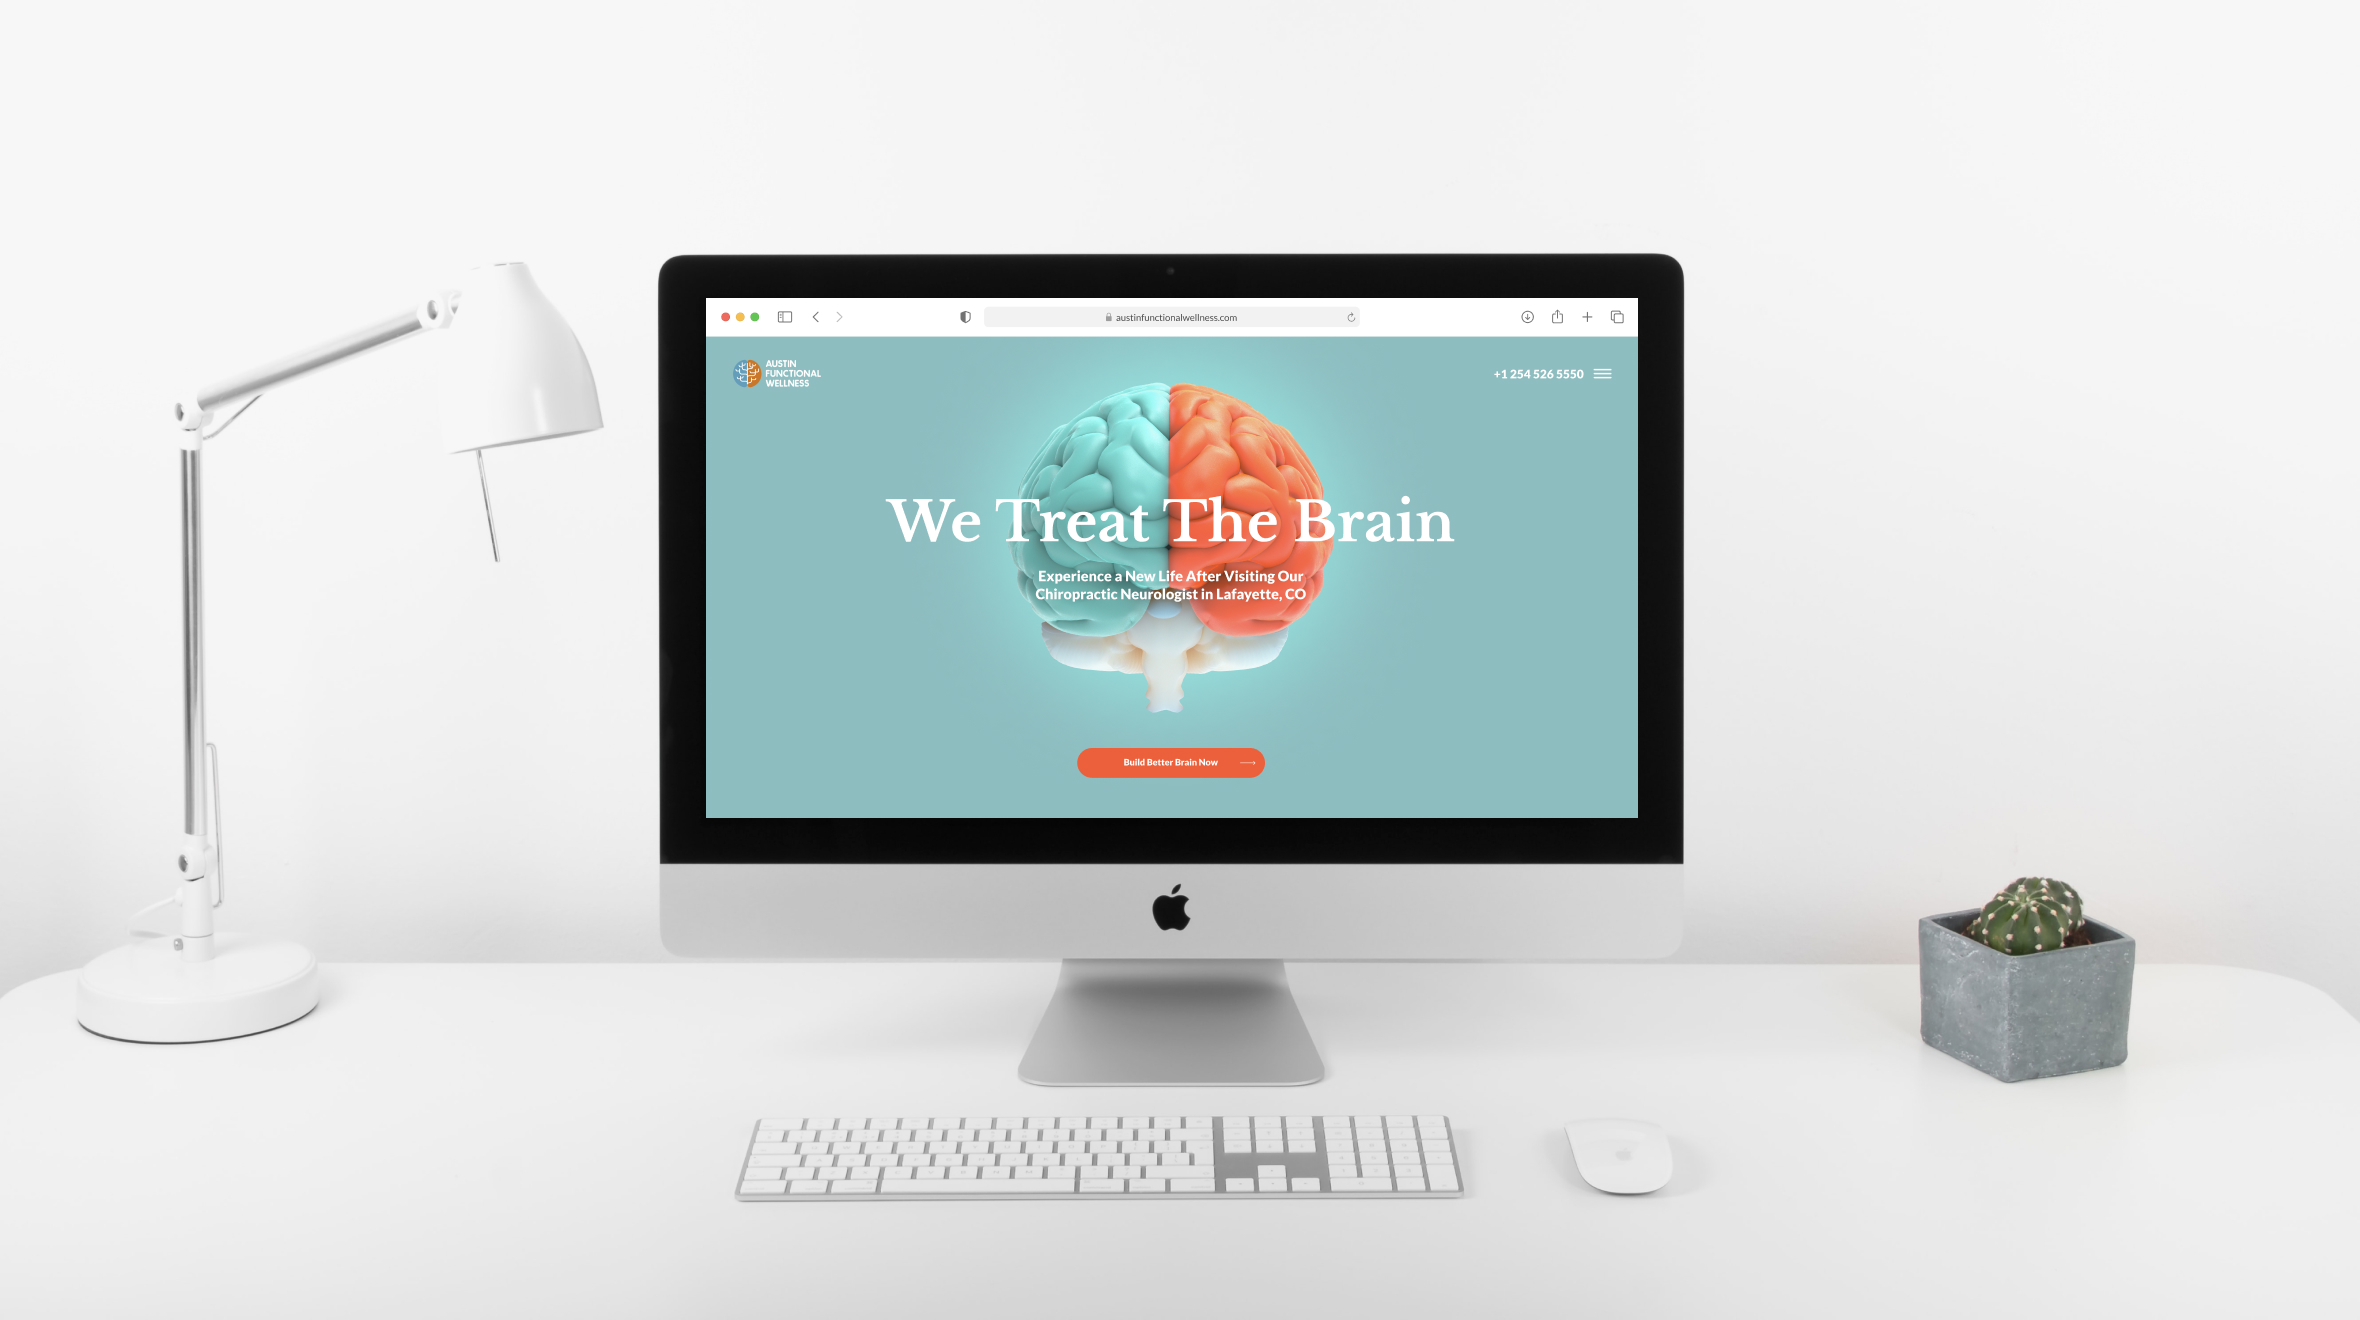 austinfunctionalwellness.com
AUSTIN
FUNCTIONAL
WELLNESS
+1 254 526 5550
We Treat The Brain
Experience a New Life After Visiting Our
Chiropractic Neurologist in Lafayette, CO
Build Better Brain Now